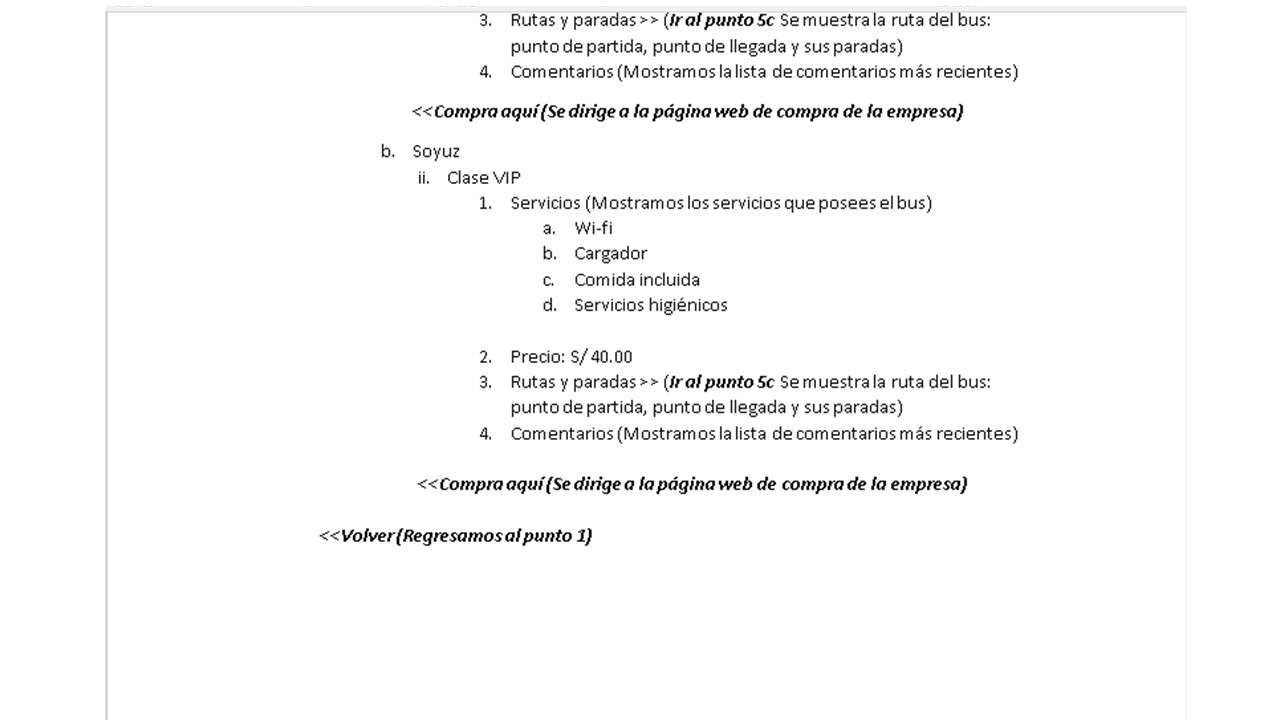 3. Rutas y paradas >> (Ir al punto 5c Se muestra la ruta del bus:
punto de partida, punto de llegada y sus paradas)
4. Comentarios (Mostramos la lista de comentarios más recientes)
<<Compra aquí (Se dirige a la página web de compra de la empresa)
b. Soyuz
ii. Clase VIP
1. Servicios (Mostramos los servicios que posees el bus)
a. Wi-fi
b. Cargador
c. Comida incluida
d. Servicios higiénicos
2. Precio: S/ 40.00
3. Rutas y paradas >> (Ir al punto 5c Se muestra la ruta del bus:
punto de partida, punto de llegada y sus paradas)
4. Comentarios (Mostramos la lista de comentarios más recientes)
<<Compra aquí (Se dirige a la página web de compra de la empresa)
<<Volver (Regresamos al punto 1)